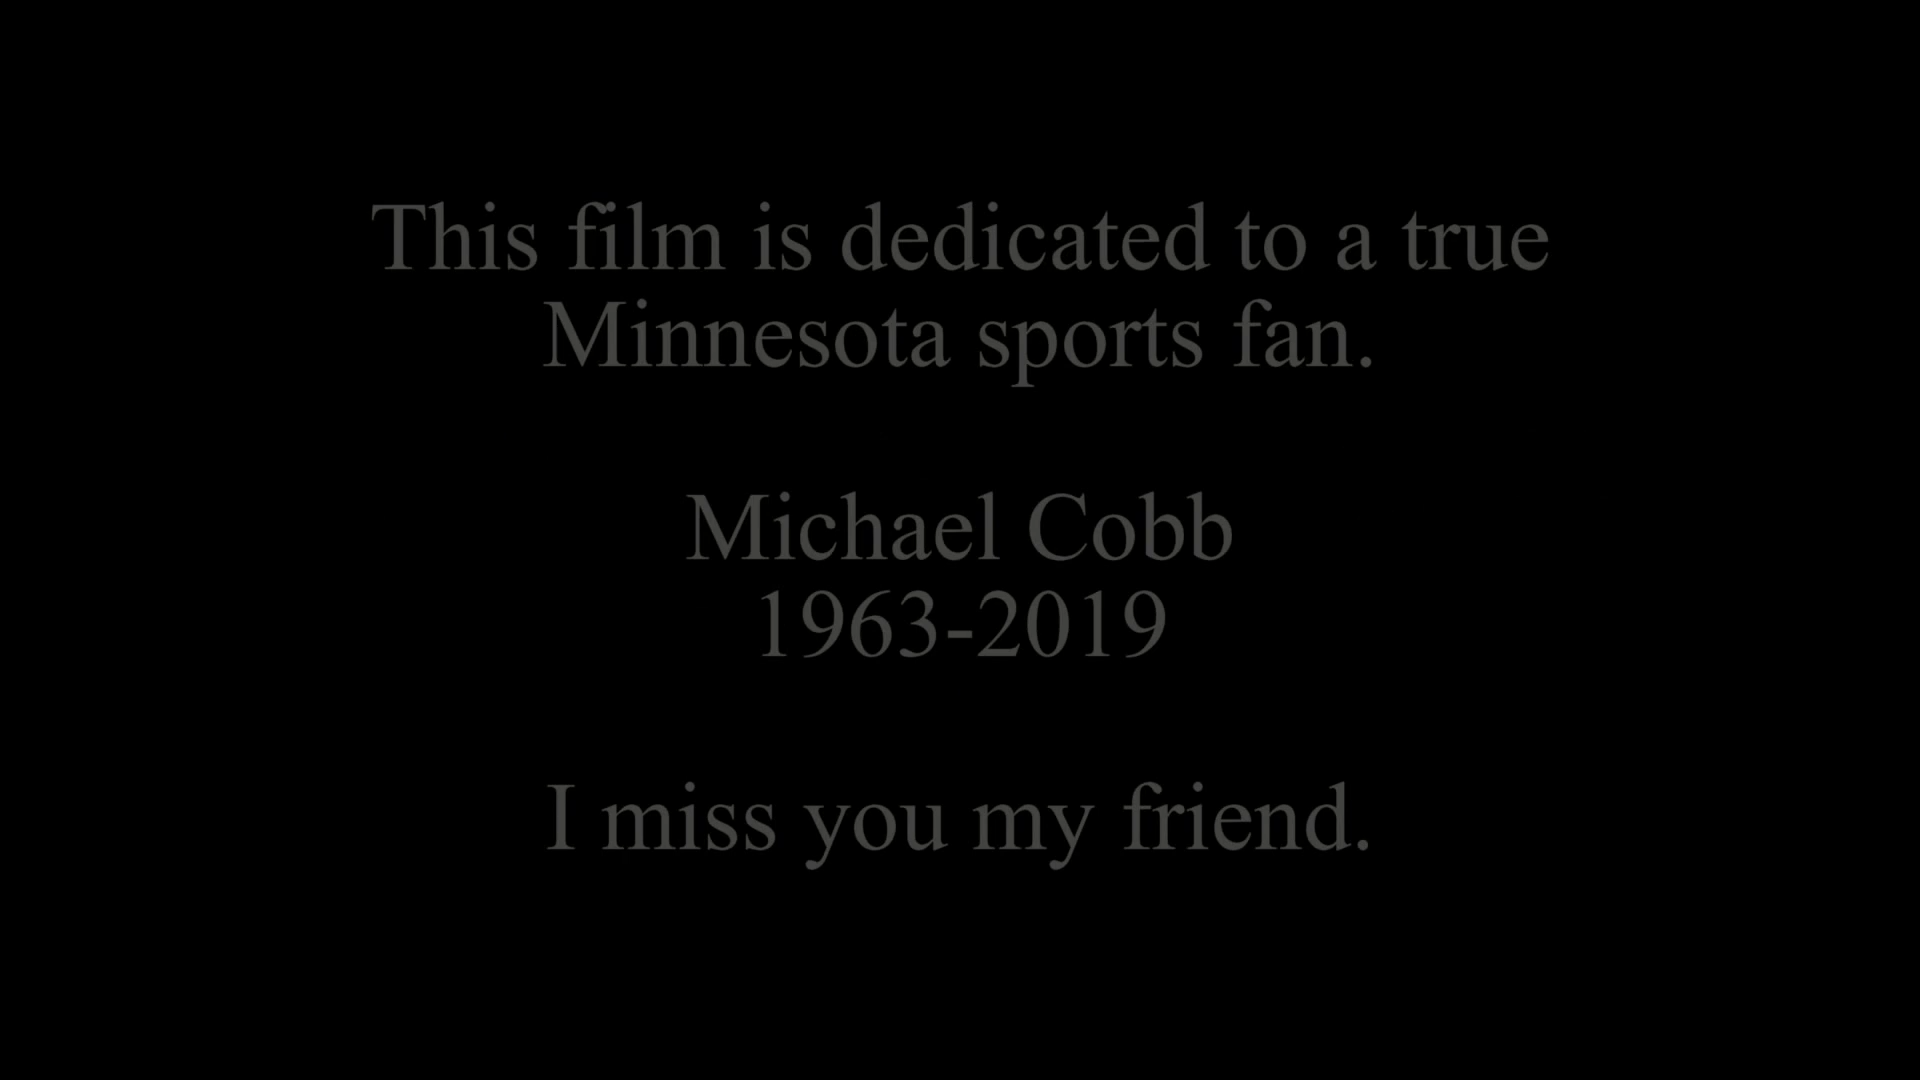 This film is dedicated to a true
Minnesota sports fan.
Michael Cobb
1963-2019
I miss you my friend.